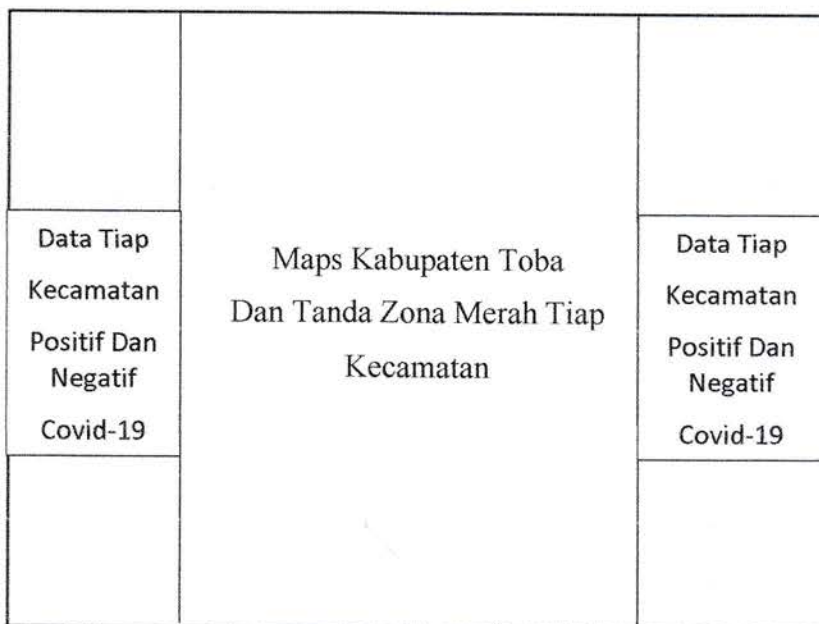 Data Tiap
Kecamatan
Positif Dan
Negatif
Covid-19
Maps Kabupaten Toba
Dan Tanda Zona Merah Tiap
Kecamatan
Data Tiap
Kecamatan
Positif Dan
Negatif
Covid-19